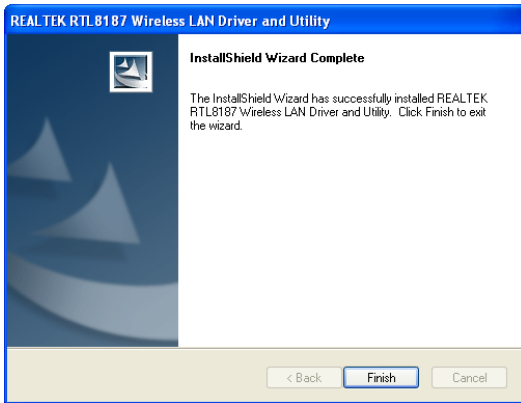 REALTEK RTL8187 Wireless LAN Driver and Utility
InstallShield Wizard Complete
The InstallShield Wizard has successfully installed REALTEK
RTL8187 Wireless LAN Driver and Utility. Click Finish to exit
the wizard.
< Back Finish Cancel